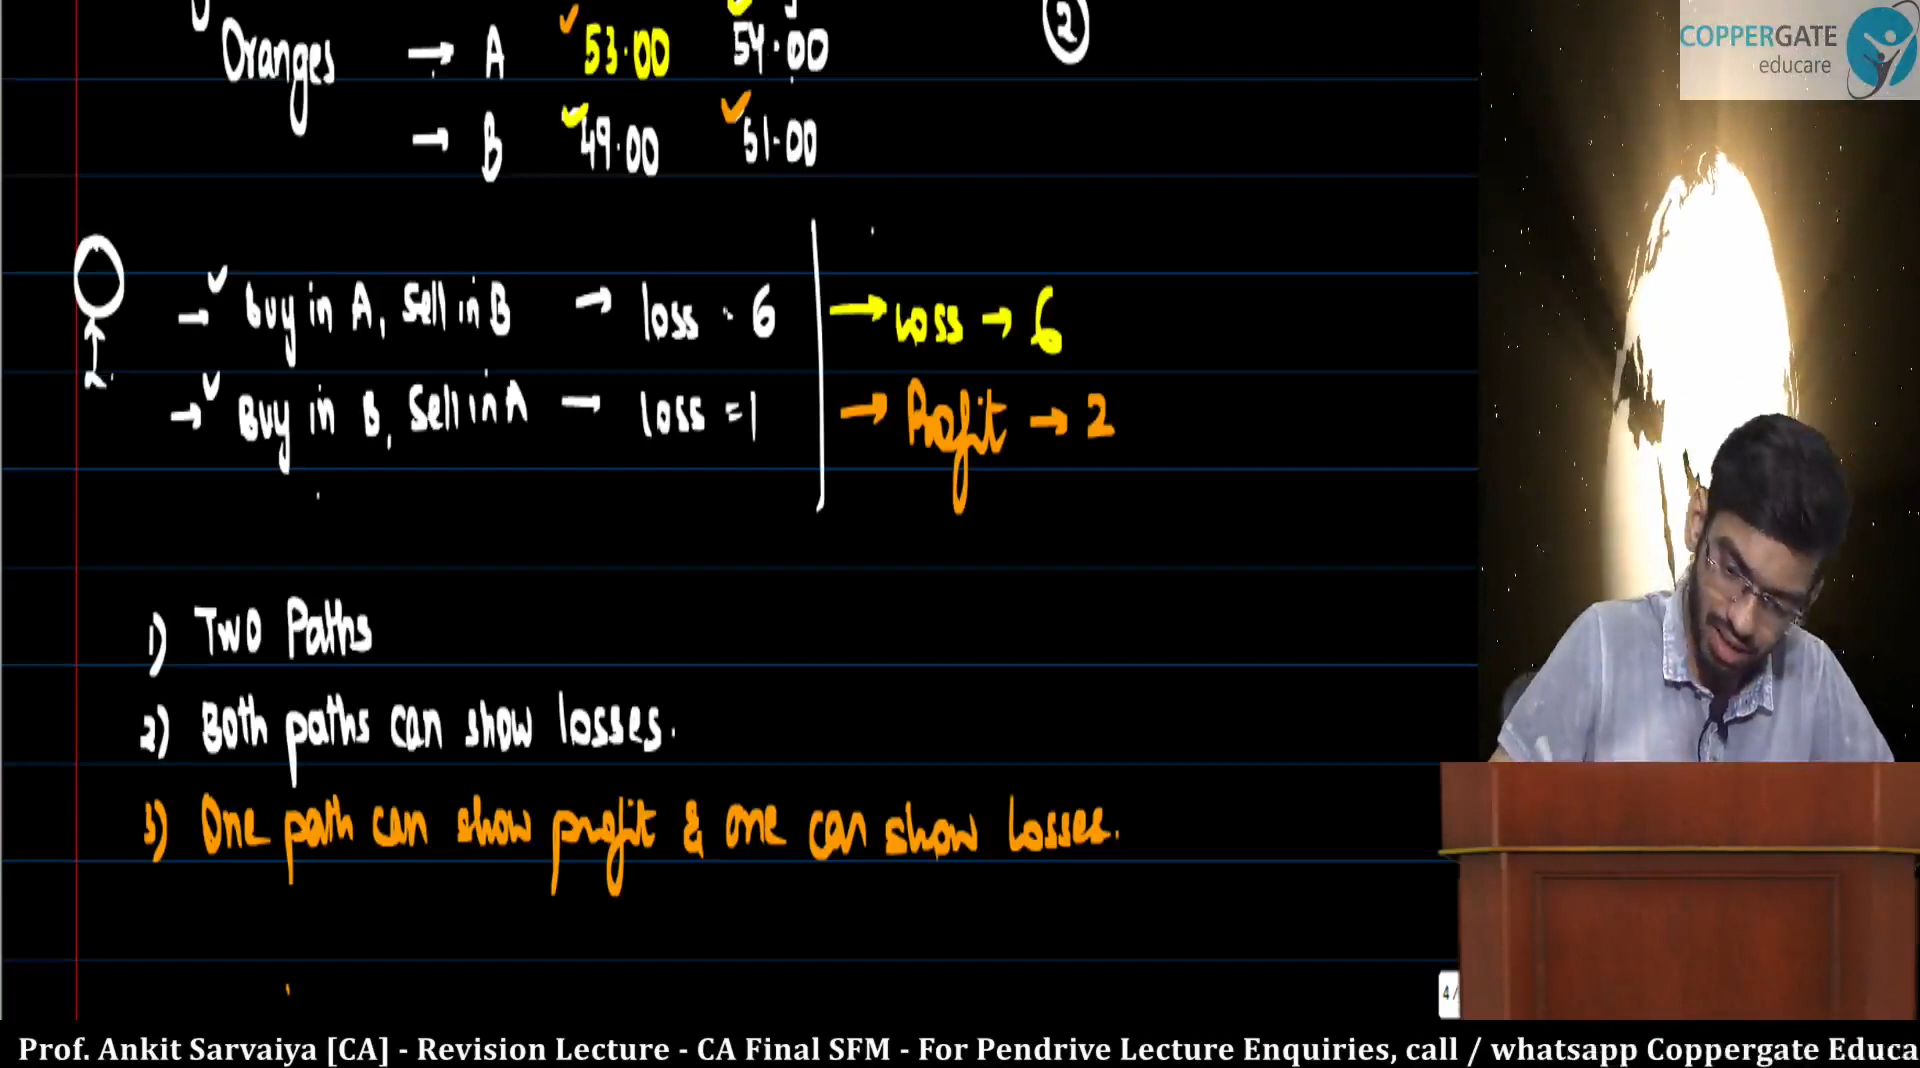 COPPERGATE
educare
Oranges → A 53.00 54.00
2
→ B 49.00 51.00
→ Buy in A, Sell in B → loss - 6 → Loss → 6
→ Buy in B, Sell in A — loss = 1 → Profit → 2
1) Two Paths
2) Both paths can show losses.
3) One path can show profit & one can show losses.
4/
Prof. Ankit Sarvaiya [CA] - Revision Lecture - CA Final SFM - For Pendrive Lecture Enquiries, call / whatsapp Coppergate Educa